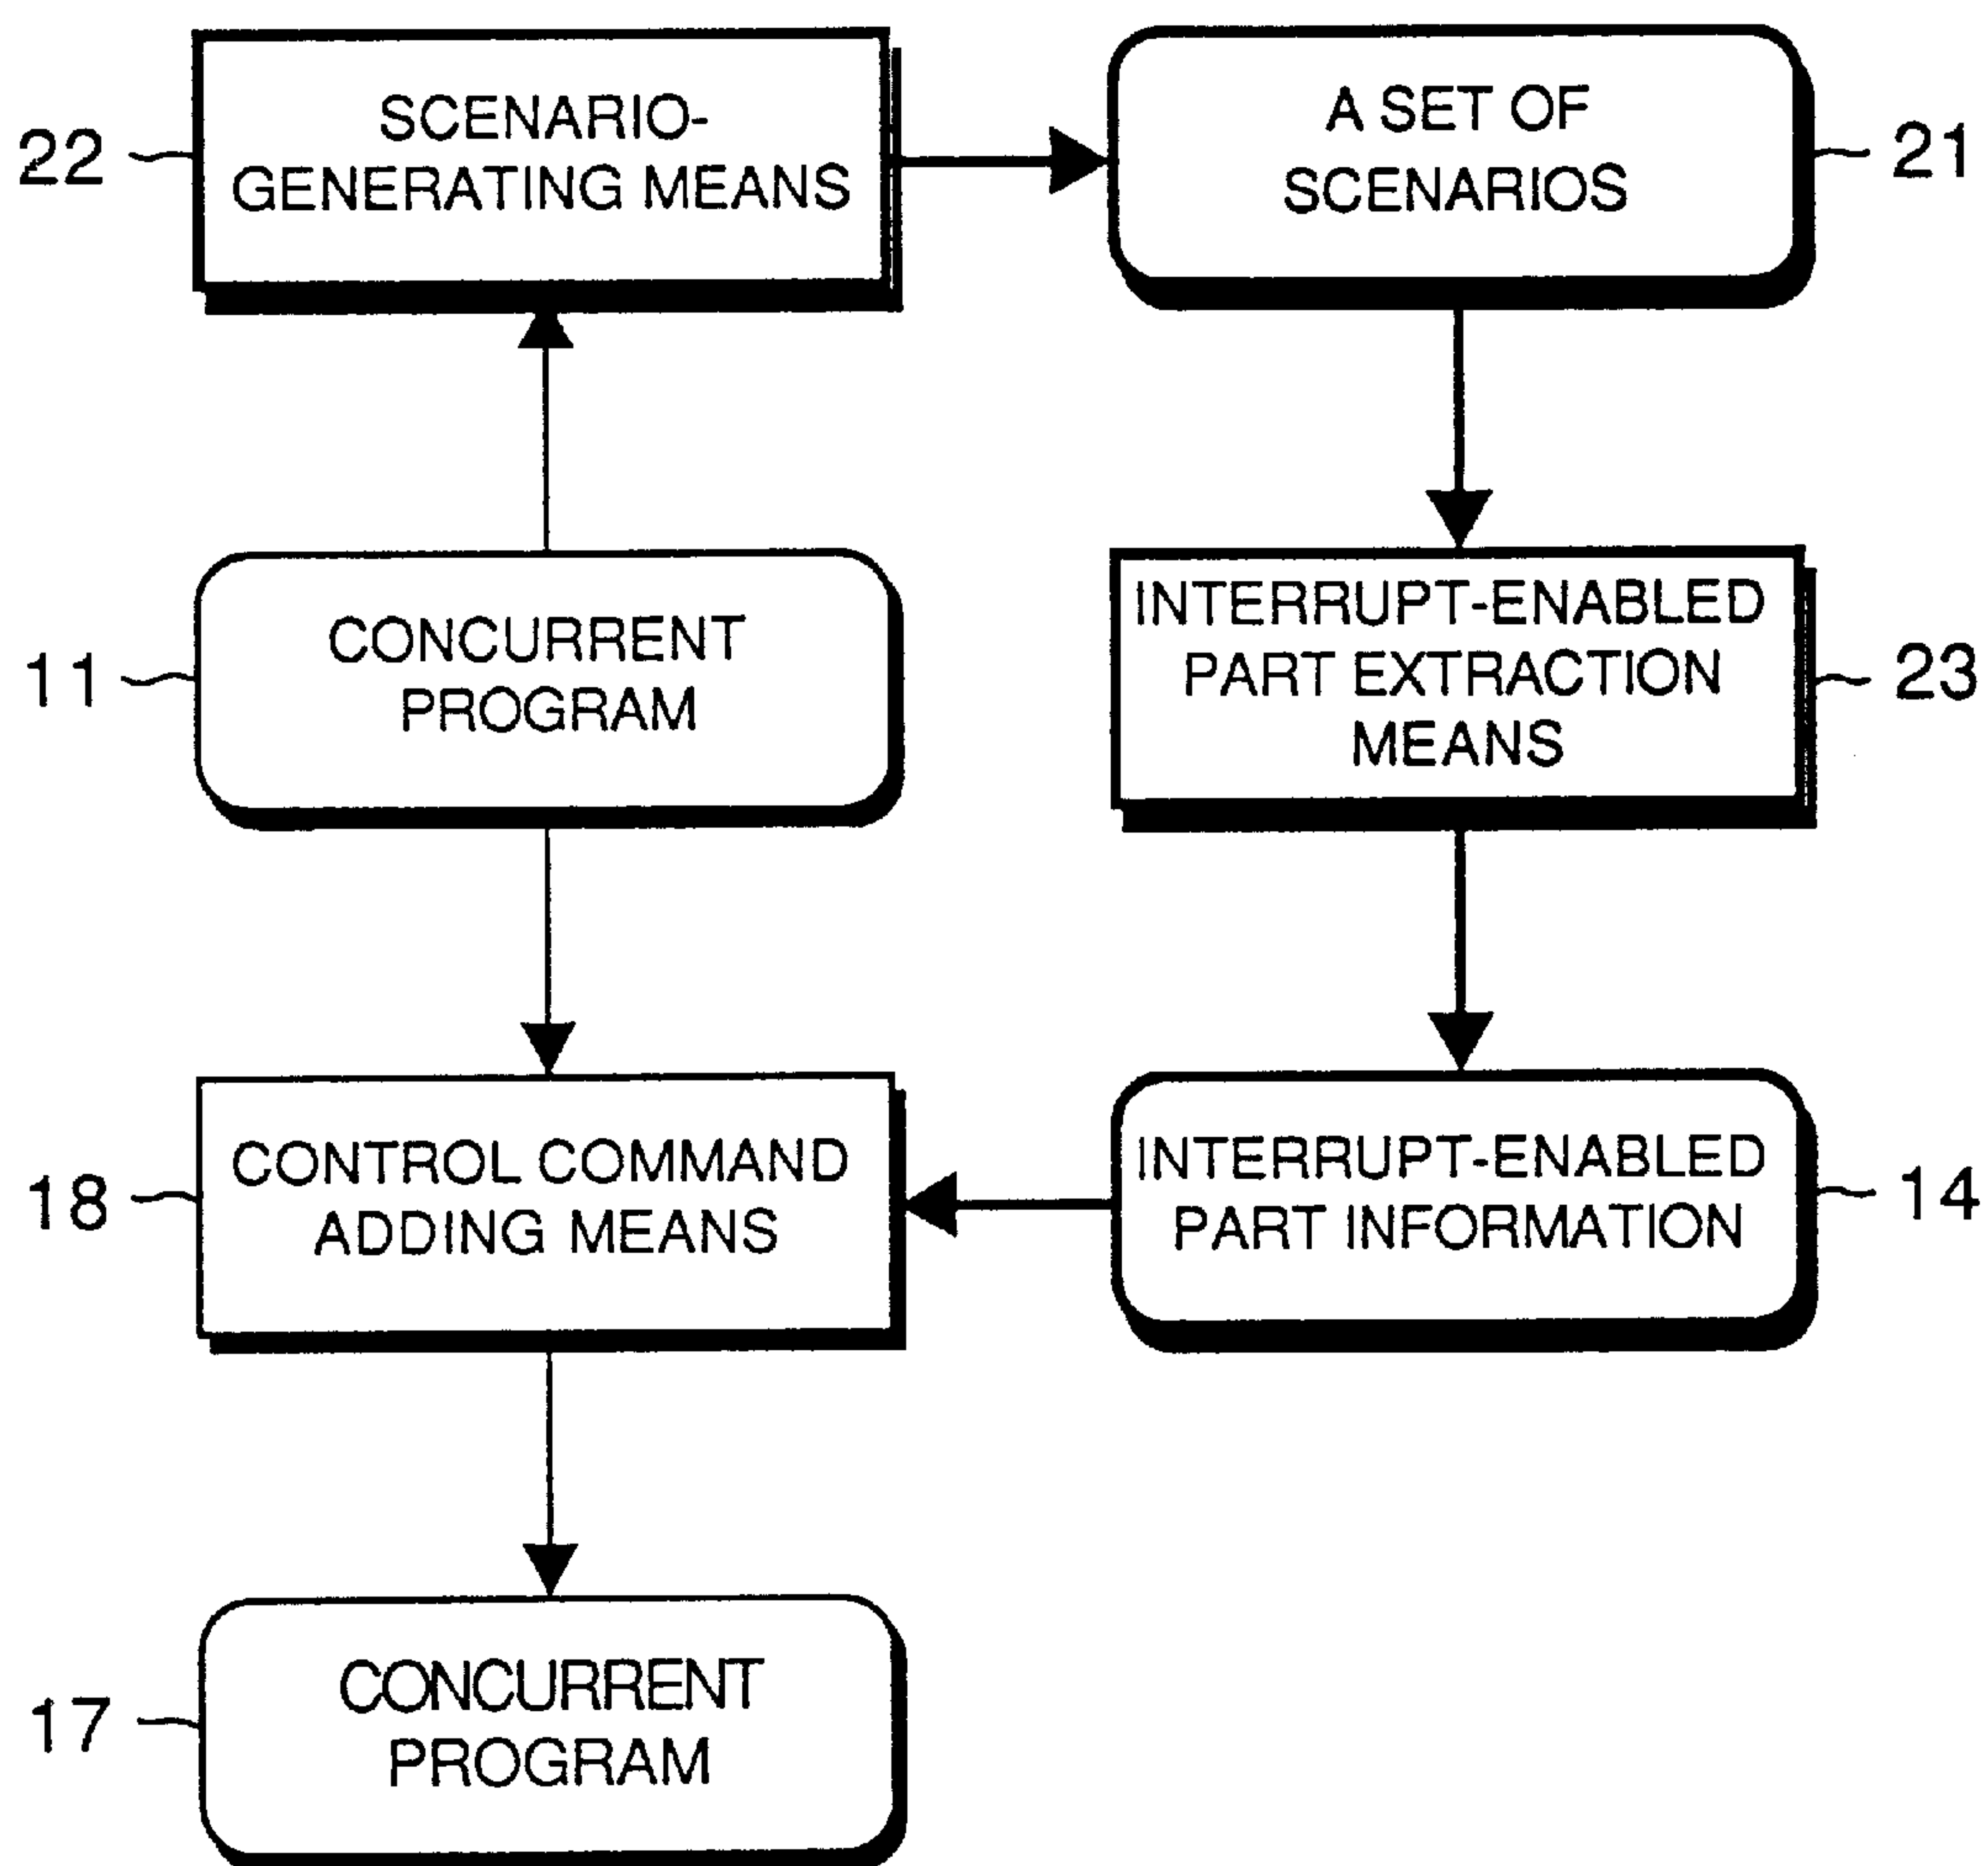 22
SCENARIO-
GENERATING MEANS
A SET OF
SCENARIOS
21
11
CONCURRENT
PROGRAM
INTERRUPT-ENABLED
PART EXTRACTION
MEANS
23
18
CONTROL COMMAND
ADDING MEANS
INTERRUPT-ENABLED
PART INFORMATION
14
17
CONCURRENT
PROGRAM